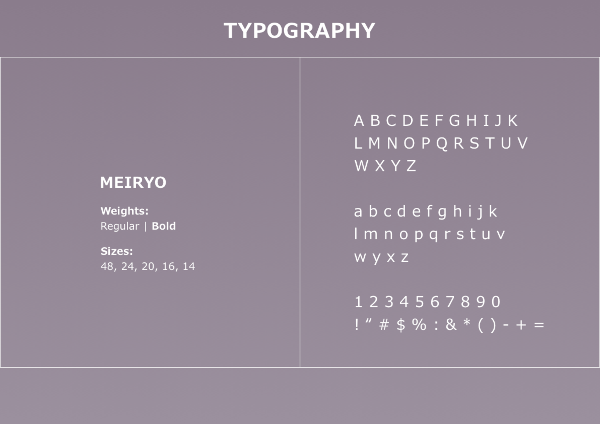 TYPOGRAPHY
MEIRYO
Weights:
Regular | Bold
Sizes:
48, 24, 20, 16, 14
A B C D E F G H I J K
L M N O P Q R S T U V
W X Y Z
a b c d e f g h i j k
l m n o p q r s t u v
w y x z
1 2 3 4 5 6 7 8 9 0
! “ # $ % : & * ( ) - + =